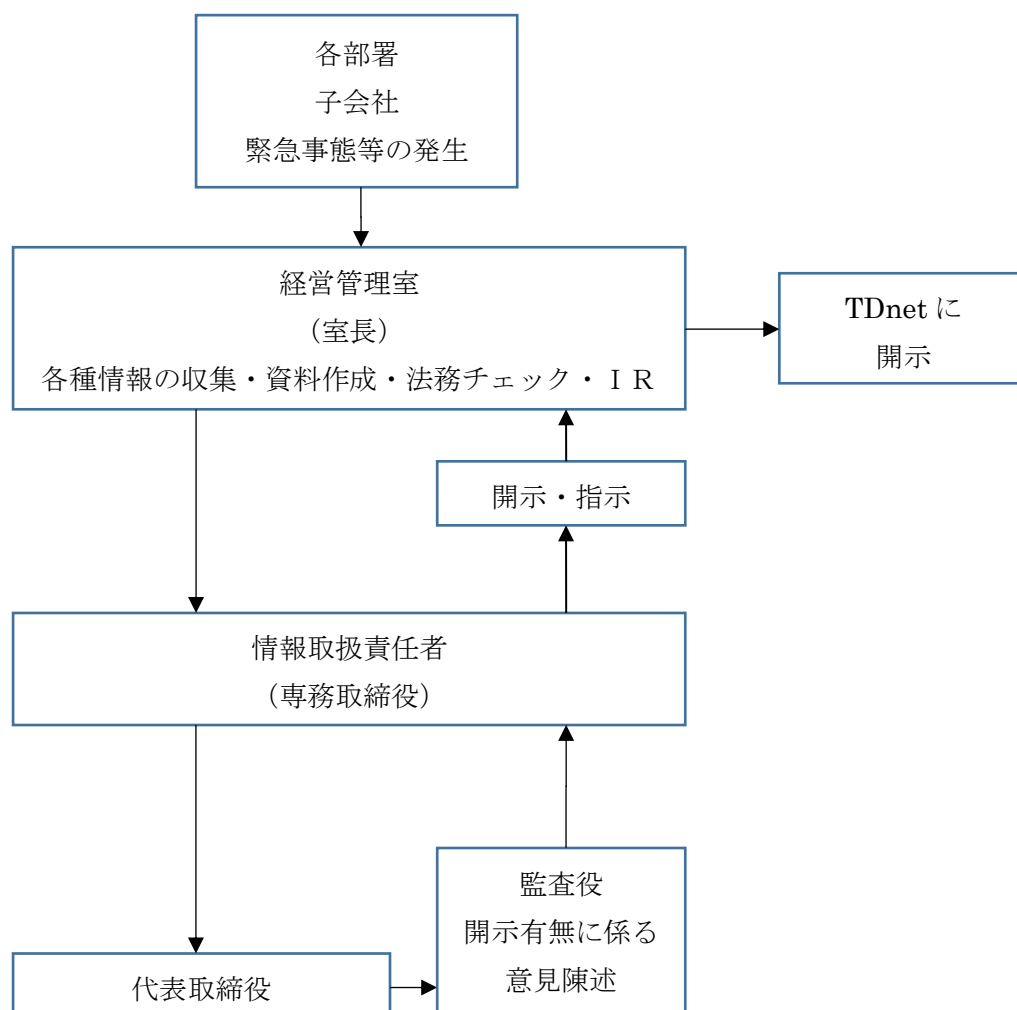 各部署
子会社
緊急事態等の発生
経営管理室
（室長）
各種情報の収集・資料作成・法務チェック・ＩＲ
TDnet に
開示
開示・指示
情報取扱責任者
（専務取締役）
監査役
開示有無に係る
意見陳述
代表取締役